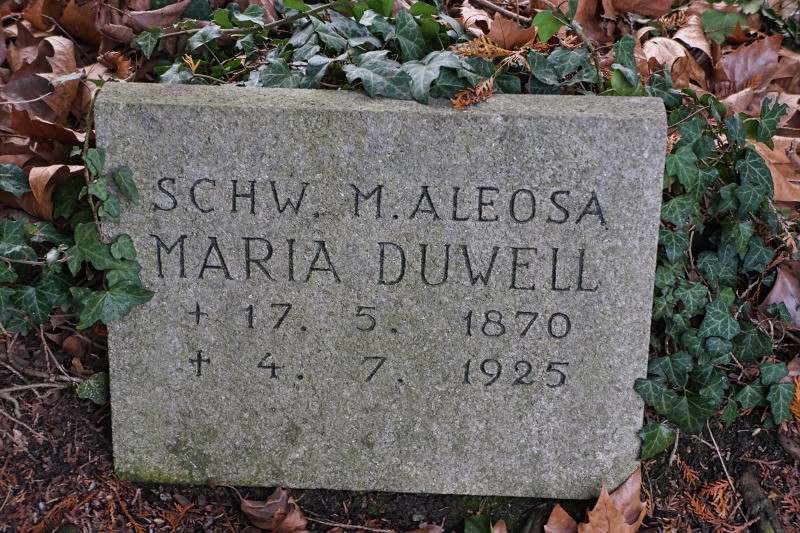 SCHW. M. ALEOSA
MARIA DUWELL
+ 17. 5. 1870
+ 4. 7. 1925